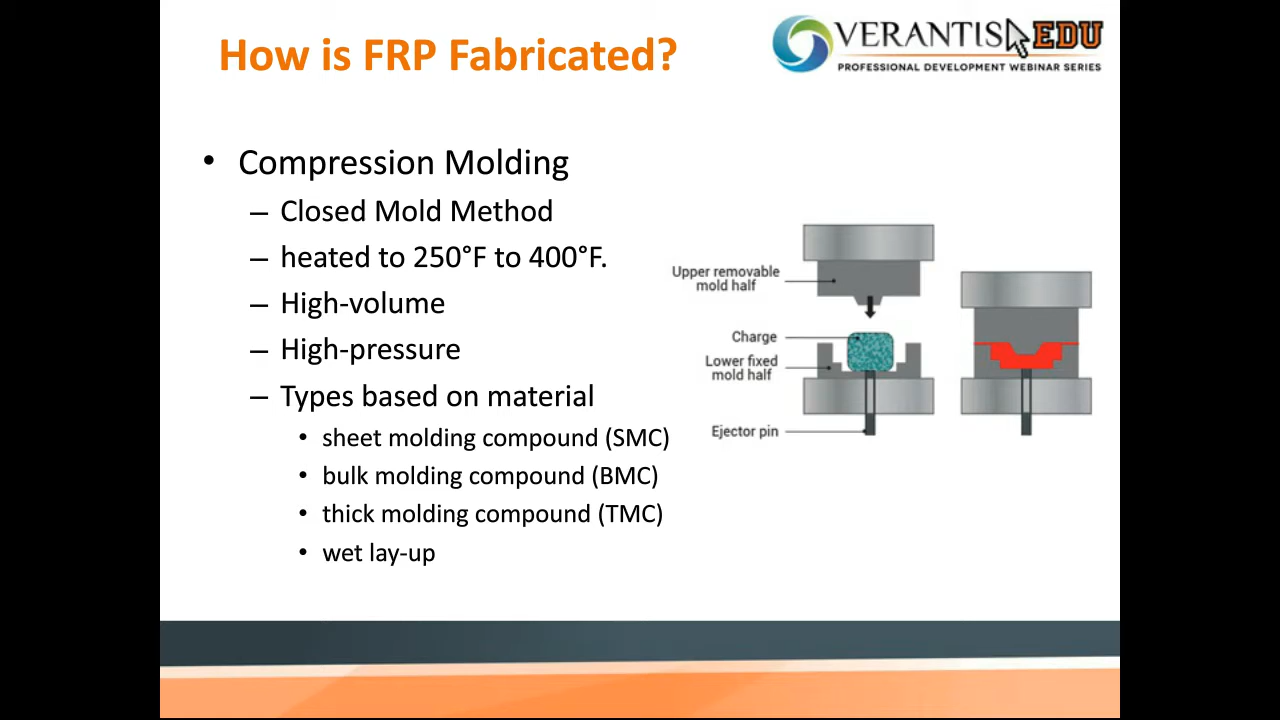 How is FRP Fabricated?
VERANTIS EDU
PROFESSIONAL DEVELOPMENT WEBINAR SERIES
• Compression Molding
– Closed Mold Method
– heated to 250°F to 400°F.
– High-volume
– High-pressure
– Types based on material
• sheet molding compound (SMC)
• bulk molding compound (BMC)
• thick molding compound (TMC)
• wet lay-up
Upper removable
mold half
Charge
Lower fixed
mold half
Ejector pin